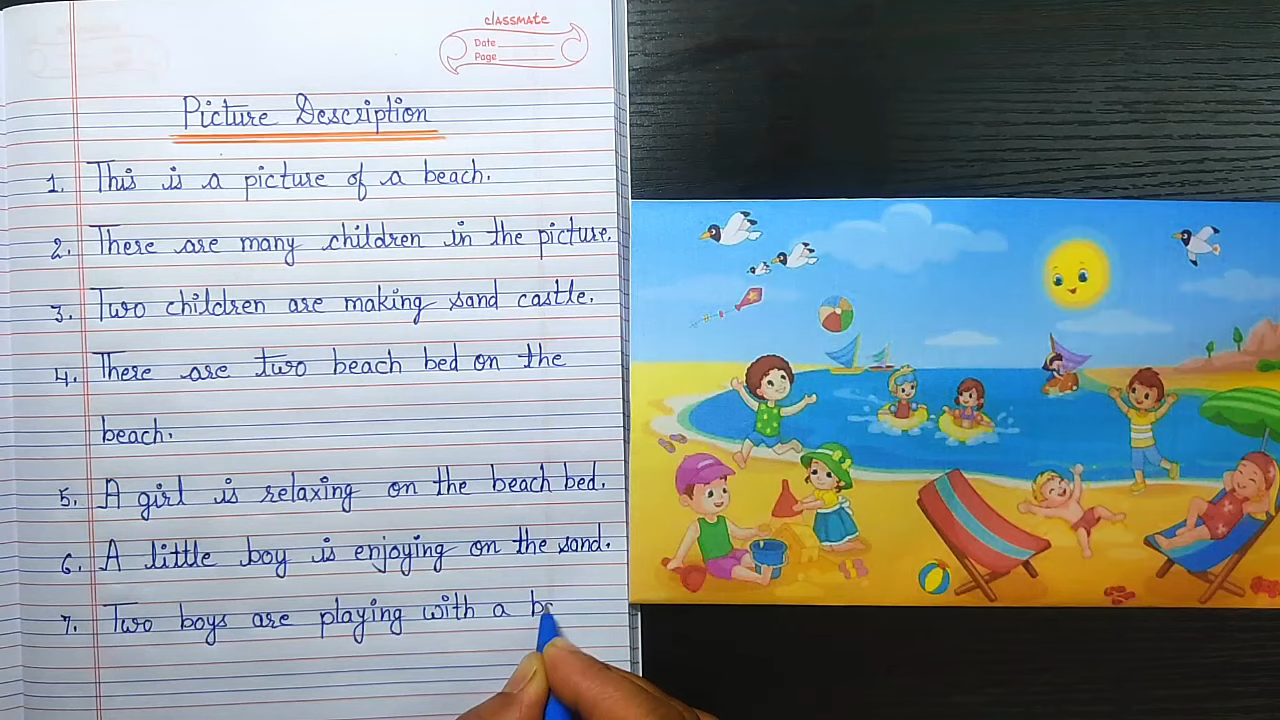 classmate
Date
Page
Picture Description
1. This is a picture of a beach.
2. There are many children in the picture.
3. Two children are making sand castle.
4. There are two beach bed on the
beach.
5. A girl is relaxing on the beach bed.
6. A little boy is enjoying on the sand.
7. Two boys are playing with a